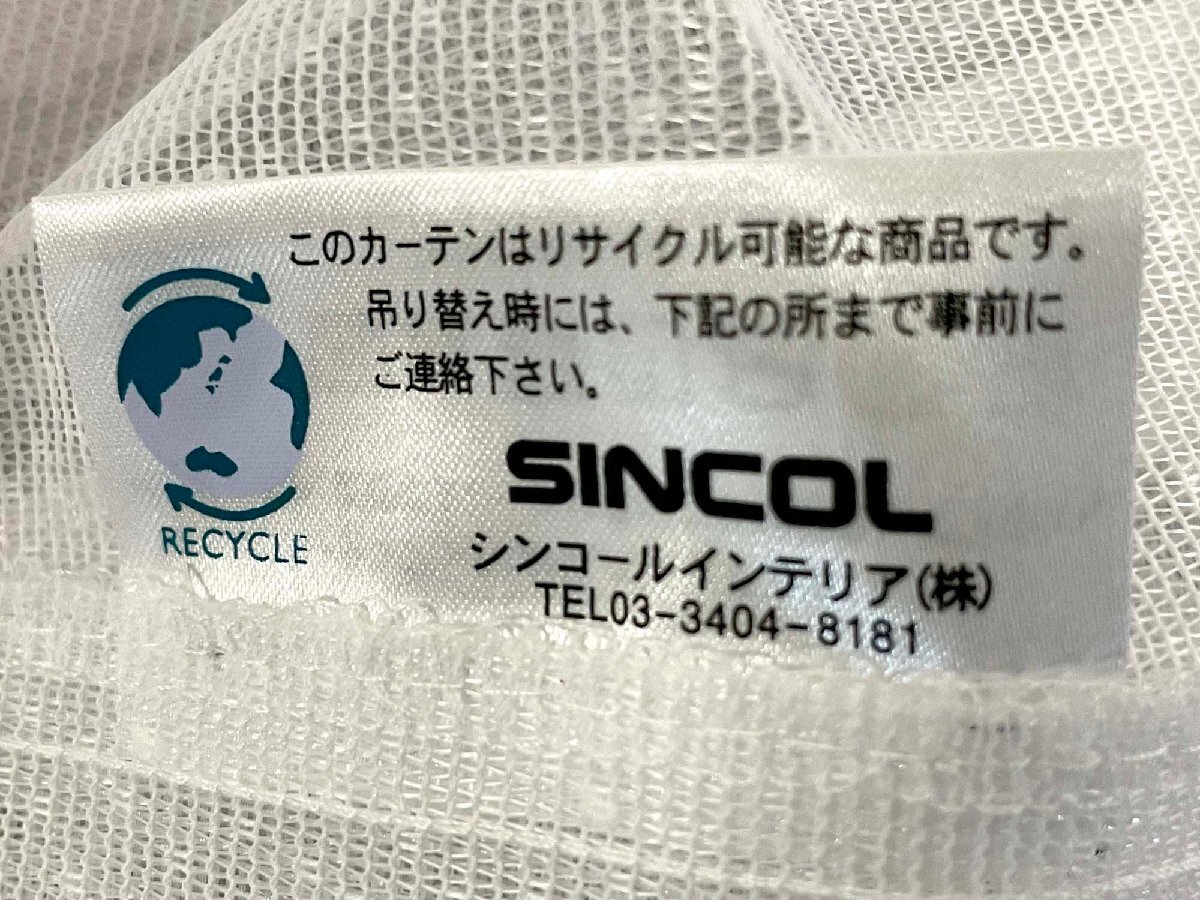 このカーテンはリサイクル可能な商品です。
吊り替え時には、下記の所まで事前に
ご連絡下さい。
RECYCLE
SINCOL
シンコールインテリア(株)
TEL03-3404-8181